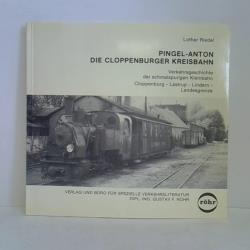 Lothar Riedel
PINGEL-ANTON
DIE CLOPPENBURGER KREISBAHN
Verkehrsgeschichte
der schmalspurigen Kleinbahn
Cloppenburg - Lastrup - Lindern -
Landesgrenze
VERLAG UND BÜRO FÜR SPEZIELLE VERKEHRSLITERATUR
DIPL. ING. GUSTAV F. RÖHR
röhr